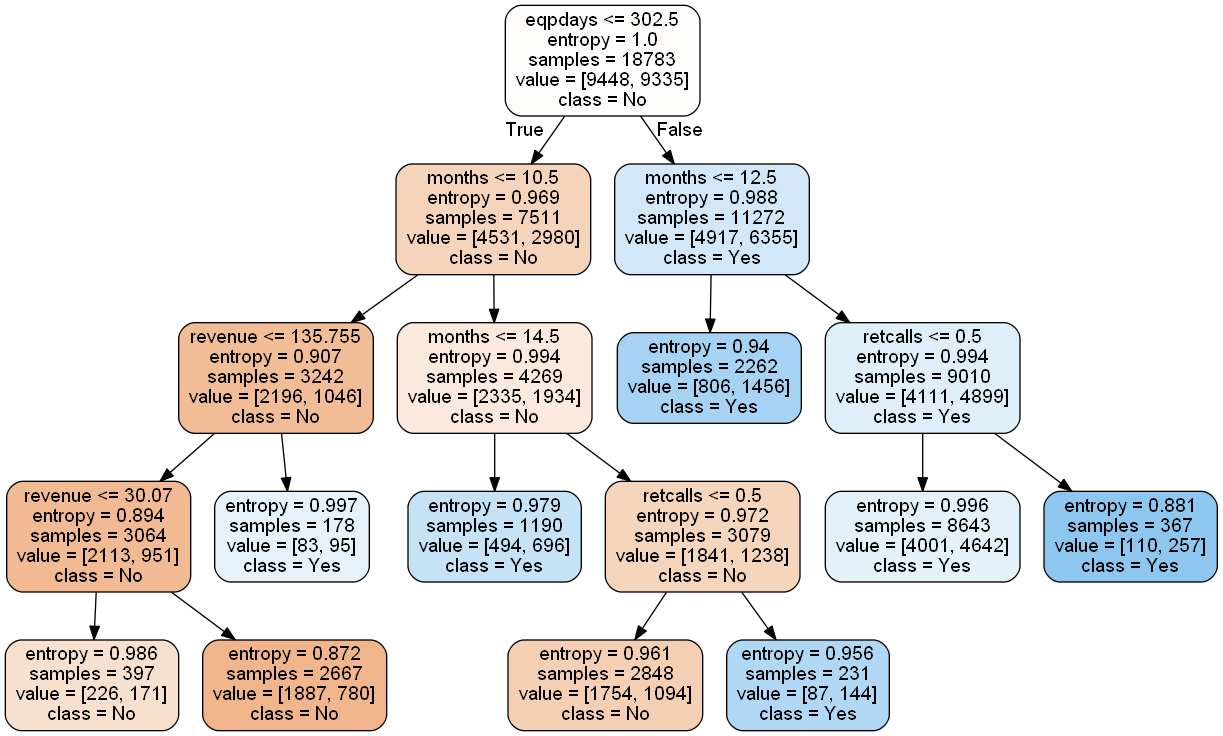 eqpdays <= 302.5
entropy = 1.0
samples = 18783
value = [9448, 9335]
class = No
True
False
months <= 10.5
entropy = 0.969
samples = 7511
value = [4531, 2980]
class = No
months <= 12.5
entropy = 0.988
samples = 11272
value = [4917, 6355]
class = Yes
revenue <= 135.755
entropy = 0.907
samples = 3242
value = [2196, 1046]
class = No
months <= 14.5
entropy = 0.994
samples = 4269
value = [2335, 1934]
class = No
entropy = 0.94
samples = 2262
value = [806, 1456]
class = Yes
retcalls <= 0.5
entropy = 0.994
samples = 9010
value = [4111, 4899]
class = Yes
revenue <= 30.07
entropy = 0.894
samples = 3064
value = [2113, 951]
class = No
entropy = 0.997
samples = 178
value = [83, 95]
class = Yes
entropy = 0.979
samples = 1190
value = [494, 696]
class = Yes
retcalls <= 0.5
entropy = 0.972
samples = 3079
value = [1841, 1238]
class = No
entropy = 0.996
samples = 8643
value = [4001, 4642]
class = Yes
entropy = 0.881
samples = 367
value = [110, 257]
class = Yes
entropy = 0.986
samples = 397
value = [226, 171]
class = No
entropy = 0.872
samples = 2667
value = [1887, 780]
class = No
entropy = 0.961
samples = 2848
value = [1754, 1094]
class = No
entropy = 0.956
samples = 231
value = [87, 144]
class = Yes